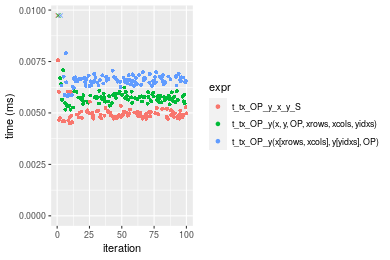 0.0100
0.0075
0.0050
0.0025
0.0000
time (ms)
0
25
50
75
100
iteration
expr
t_tx_OP_y_x_y_S
t_tx_OP_y(x, y, OP, xrows, xcols, yidxs)
t_tx_OP_y(x[xrows, xcols], y[yidxs], OP)